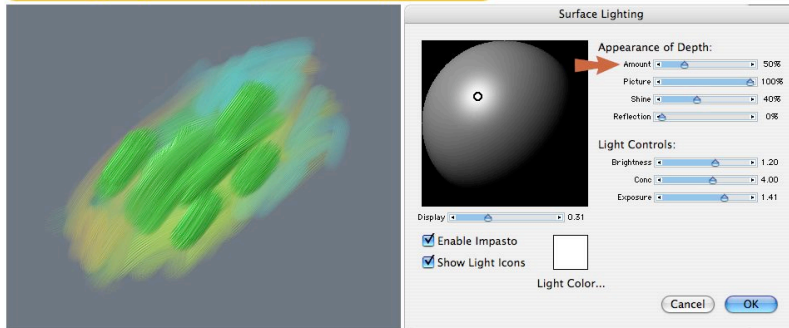 Surface Lighting
Appearance of Depth:
Amount 50%
Picture 100%
Shine 40%
Reflection 0%
Light Controls:
Brightness 1.20
Conc 4.00
Exposure 1.41
Display 0.31
Enable Impasto
Show Light Icons
Light Color...
Cancel OK